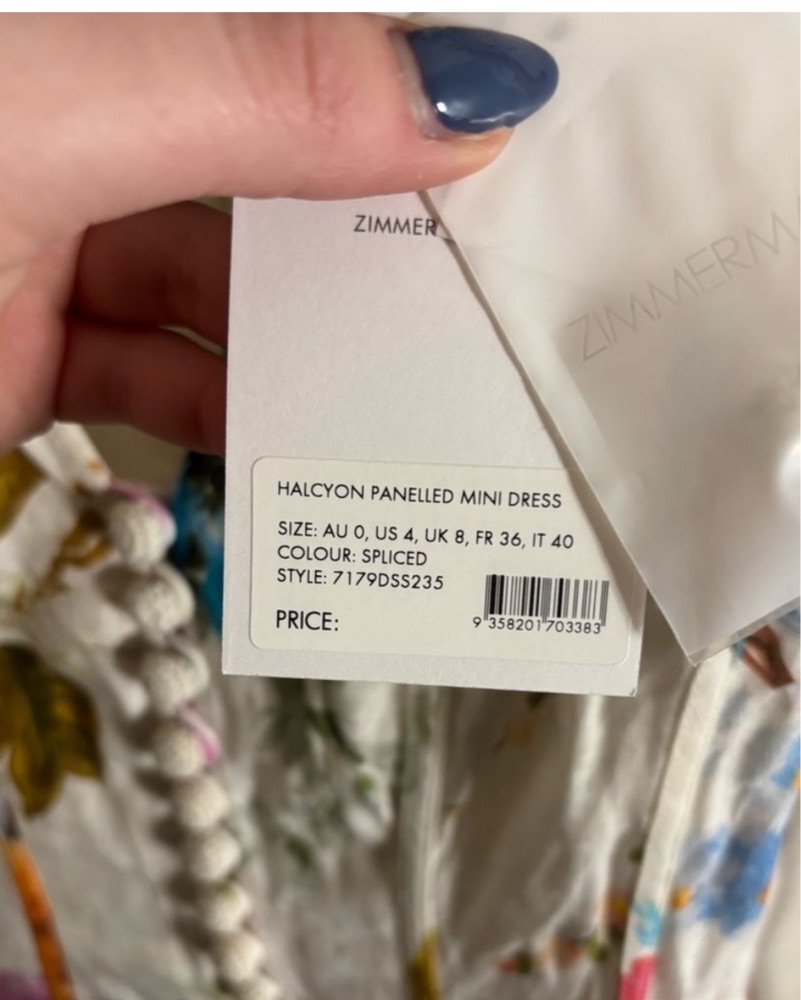 ZIMMER
ZIMMERMA
HALCYON PANELLED MINI DRESS
SIZE: AU 0, US 4, UK 8, FR 36, IT 40
COLOUR: SPLICED
STYLE: 7179DSS235
PRICE:
9 358201 703383